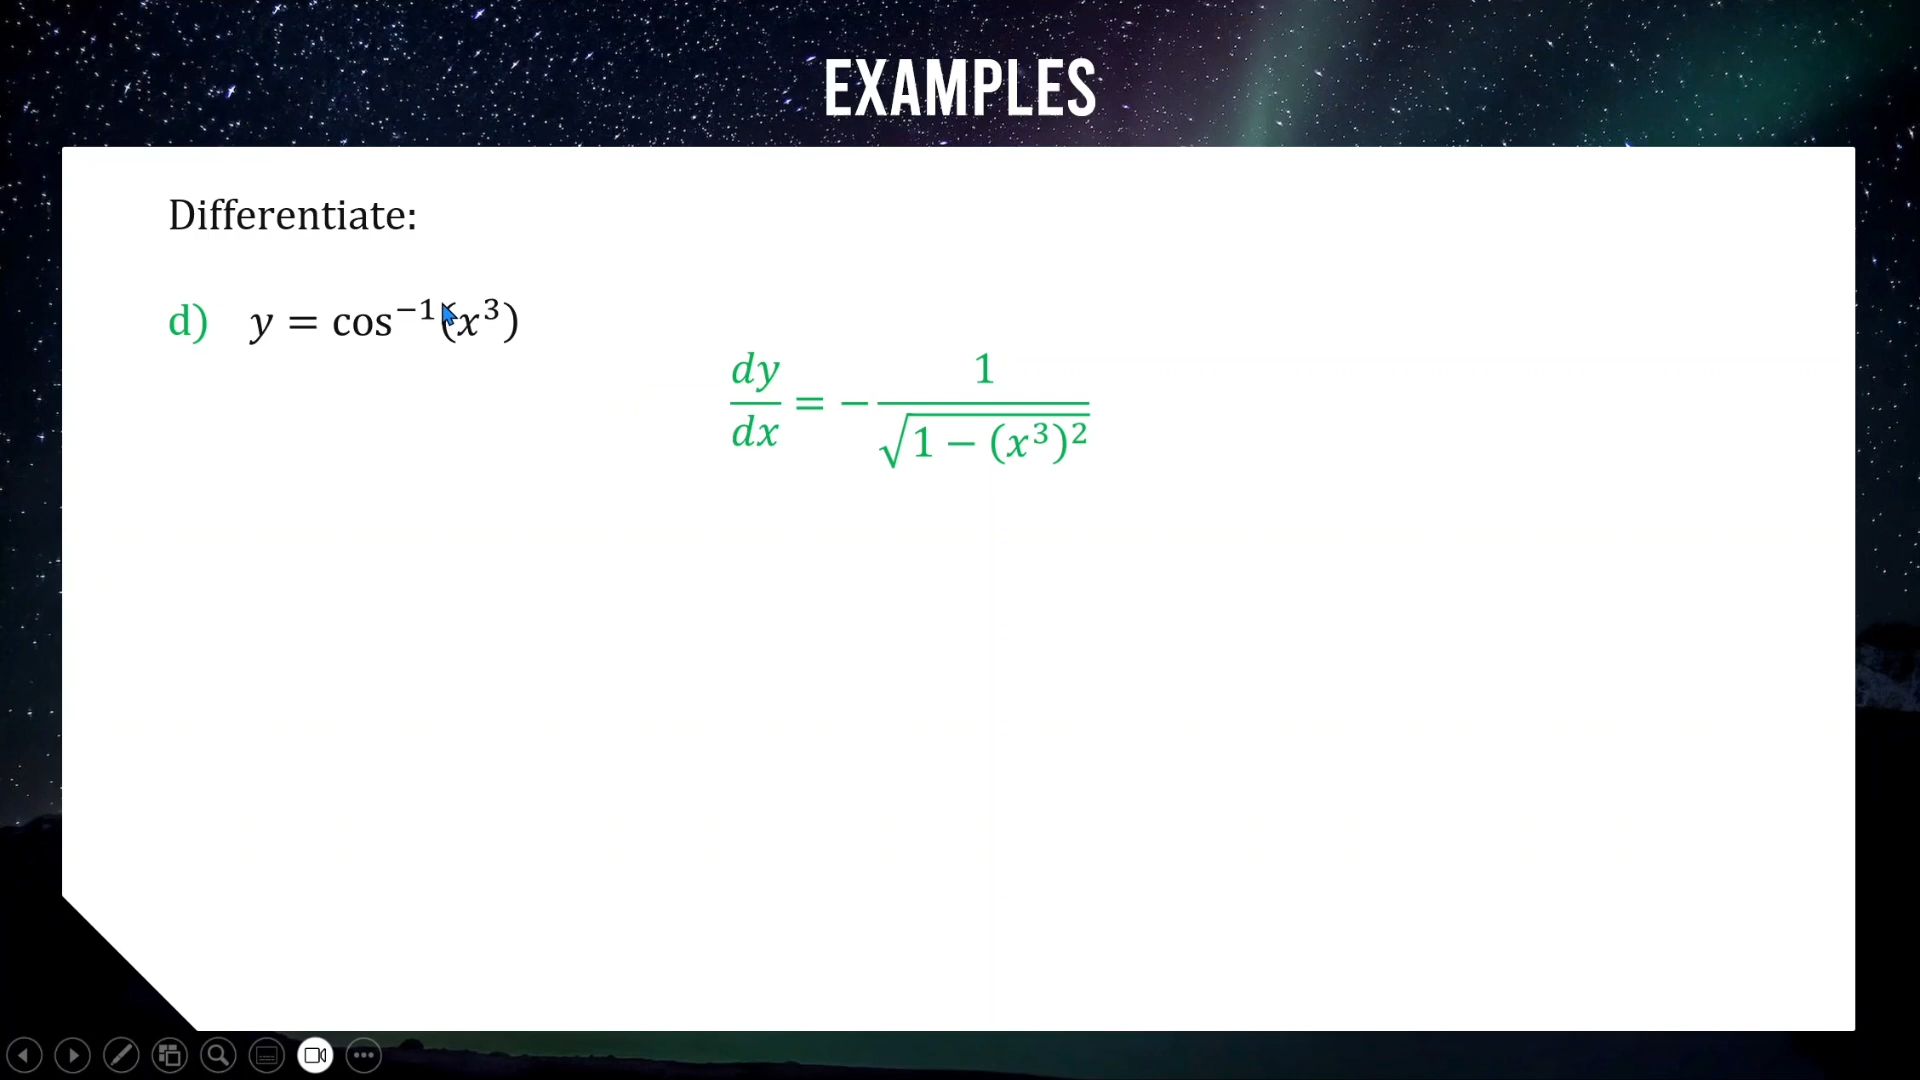 EXAMPLES
Differentiate:
d) y = cos⁻¹(x³)
dy/dx = − 1/√(1 − (x³)²)